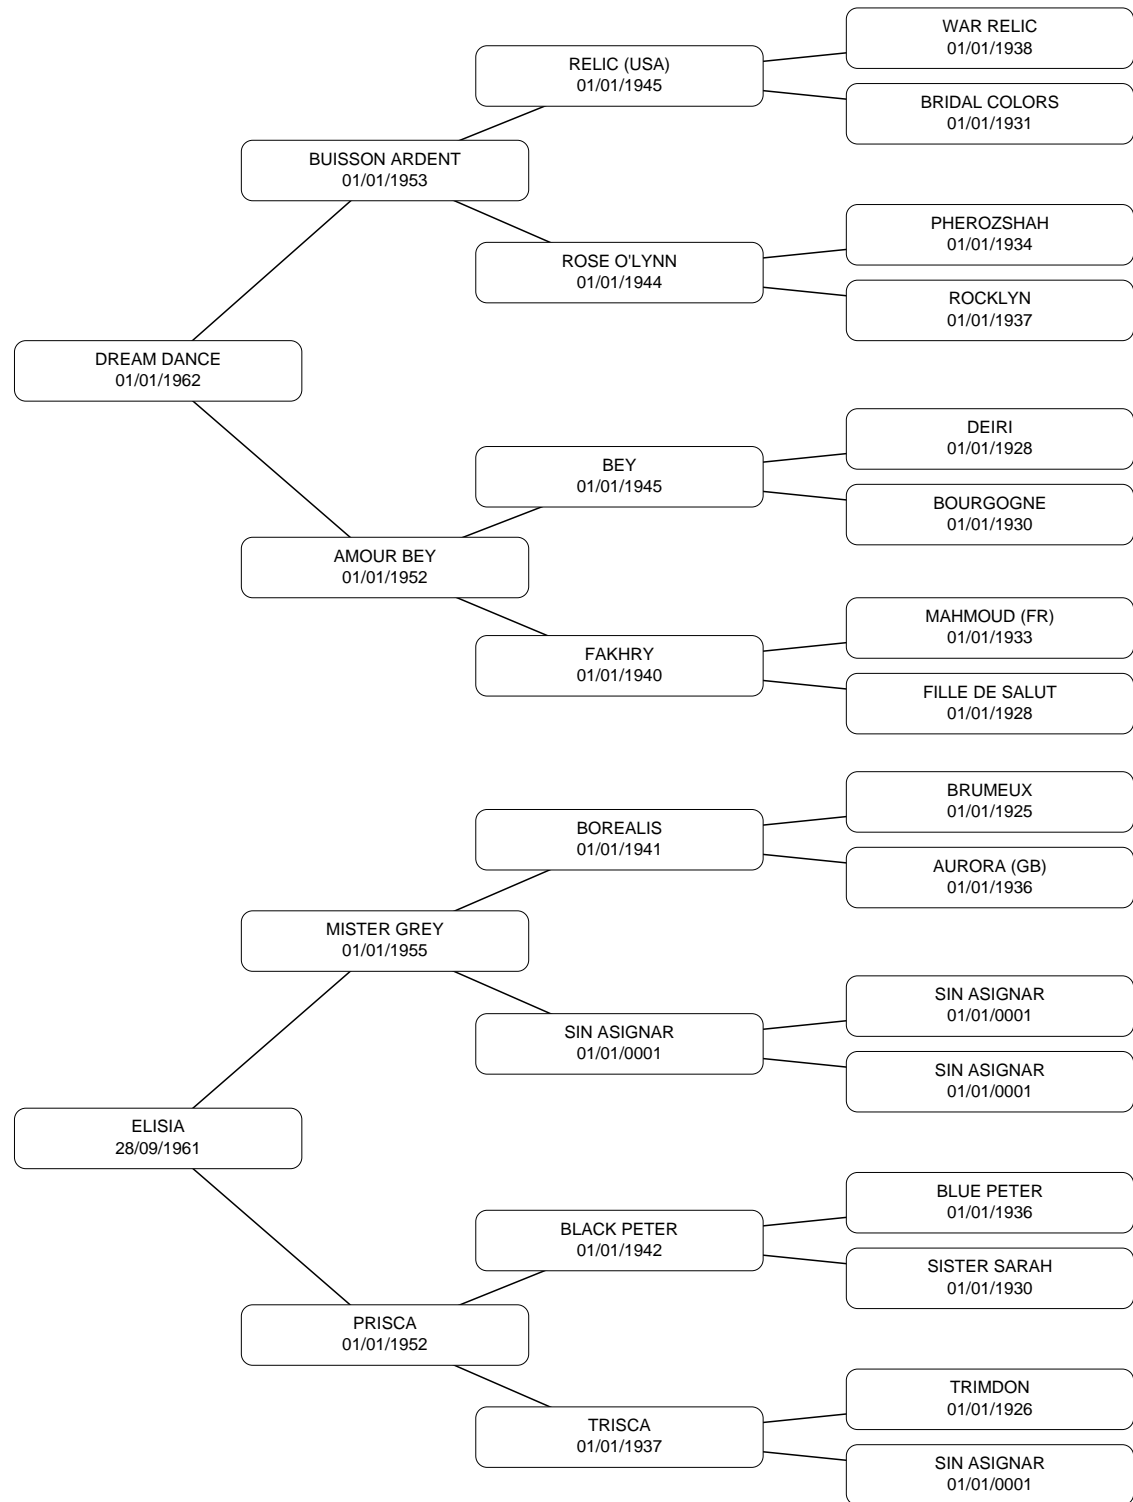 WAR RELIC
01/01/1938
RELIC (USA)
01/01/1945
BRIDAL COLORS
01/01/1931
BUISSON ARDENT
01/01/1953
PHEROZSHAH
01/01/1934
ROSE O'LYNN
01/01/1944
ROCKLYN
01/01/1937
DREAM DANCE
01/01/1962
DEIRI
01/01/1928
BEY
01/01/1945
BOURGOGNE
01/01/1930
AMOUR BEY
01/01/1952
MAHMOUD (FR)
01/01/1933
FAKHRY
01/01/1940
FILLE DE SALUT
01/01/1928
BRUMEUX
01/01/1925
BOREALIS
01/01/1941
AURORA (GB)
01/01/1936
MISTER GREY
01/01/1955
SIN ASIGNAR
01/01/0001
SIN ASIGNAR
01/01/0001
SIN ASIGNAR
01/01/0001
ELISIA
28/09/1961
BLUE PETER
01/01/1936
BLACK PETER
01/01/1942
SISTER SARAH
01/01/1930
PRISCA
01/01/1952
TRIMDON
01/01/1926
TRISCA
01/01/1937
SIN ASIGNAR
01/01/0001